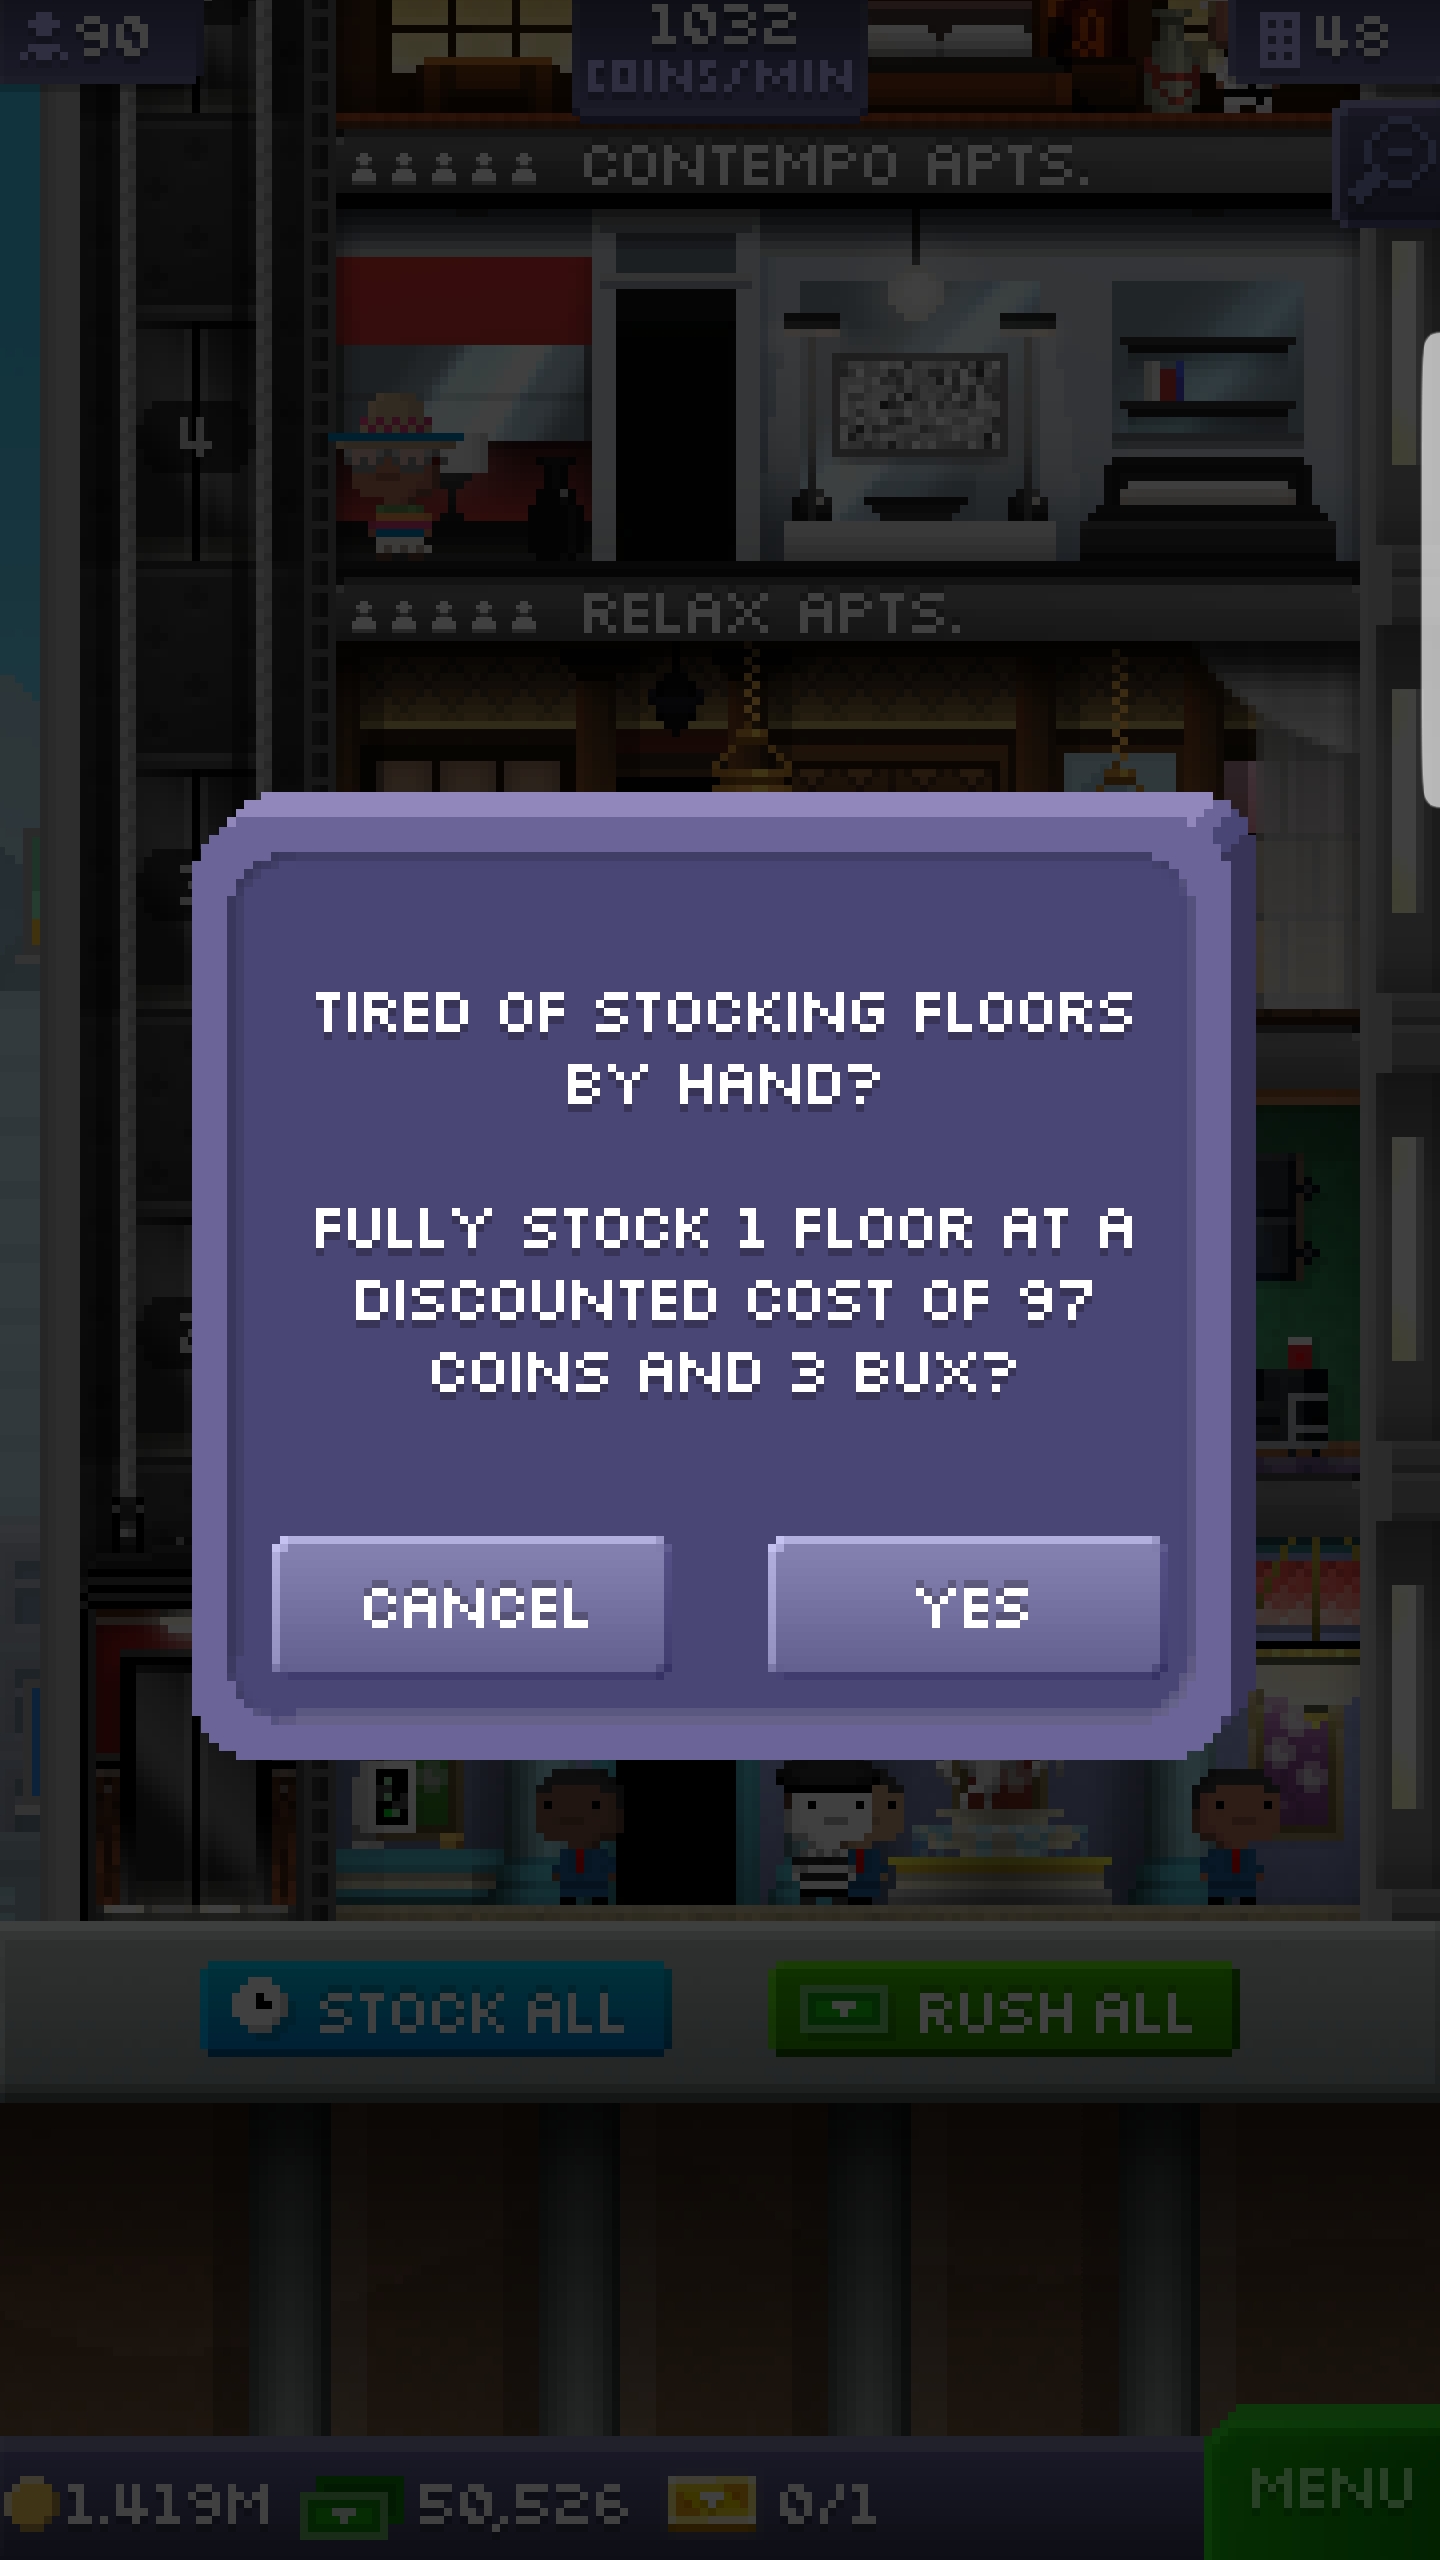 90
1032
COINS/MIN
48
CONTEMPO APTS.
4
RELAX APTS.
TIRED OF STOCKING FLOORS
BY HAND?
FULLY STOCK 1 FLOOR AT A
DISCOUNTED COST OF 97
COINS AND 3 BUX?
CANCEL
YES
STOCK ALL
RUSH ALL
1.419M
50,526
0/1
MENU